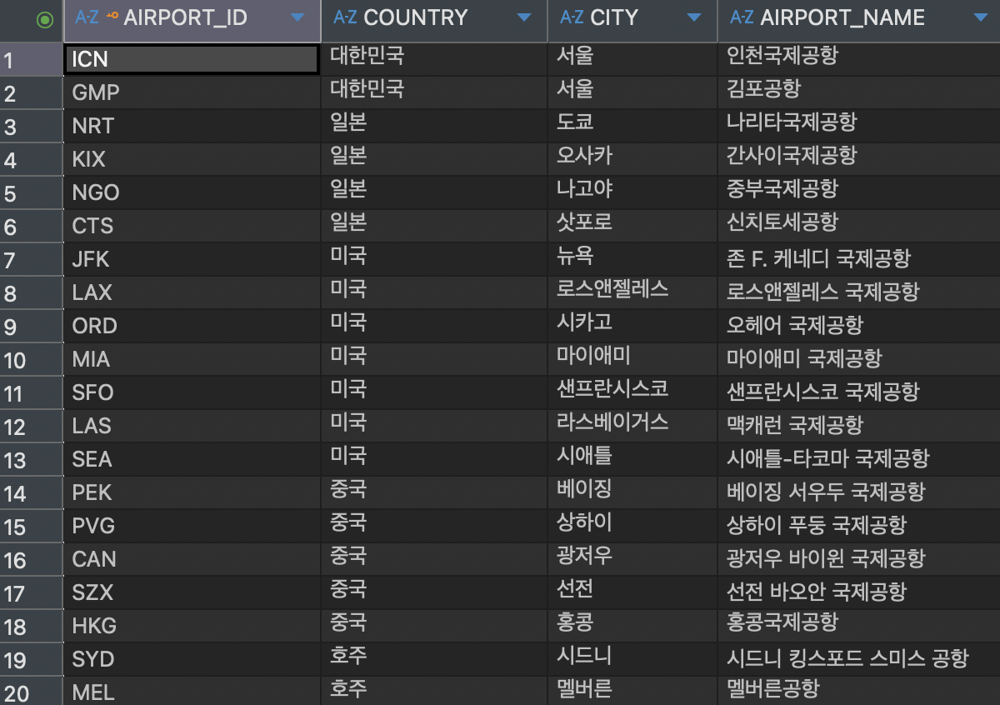 A-Z AIRPORT_ID A-Z COUNTRY A-Z CITY A-Z AIRPORT_NAME
1 ICN 대한민국 서울 인천국제공항
2 GMP 대한민국 서울 김포공항
3 NRT 일본 도쿄 나리타국제공항
4 KIX 일본 오사카 간사이국제공항
5 NGO 일본 나고야 중부국제공항
6 CTS 일본 삿포로 신치토세공항
7 JFK 미국 뉴욕 존 F. 케네디 국제공항
8 LAX 미국 로스앤젤레스 로스앤젤레스 국제공항
9 ORD 미국 시카고 오헤어 국제공항
10 MIA 미국 마이애미 마이애미 국제공항
11 SFO 미국 샌프란시스코 샌프란시스코 국제공항
12 LAS 미국 라스베이거스 맥캐런 국제공항
13 SEA 미국 시애틀 시애틀-타코마 국제공항
14 PEK 중국 베이징 베이징 서우두 국제공항
15 PVG 중국 상하이 상하이 푸둥 국제공항
16 CAN 중국 광저우 광저우 바이윈 국제공항
17 SZX 중국 선전 선전 바오안 국제공항
18 HKG 중국 홍콩 홍콩국제공항
19 SYD 호주 시드니 시드니 킹스포드 스미스 공항
20 MEL 호주 멜버른 멜버른공항